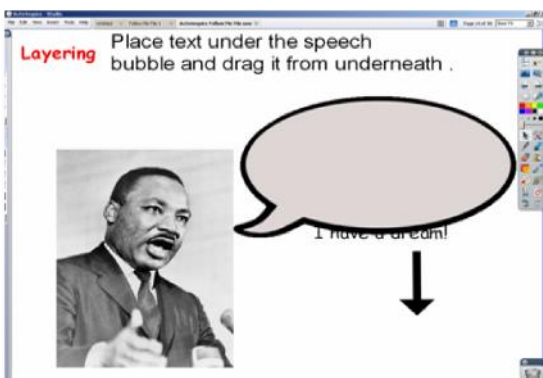 Layering
Place text under the speech
bubble and drag it from underneath .
I have a dream!